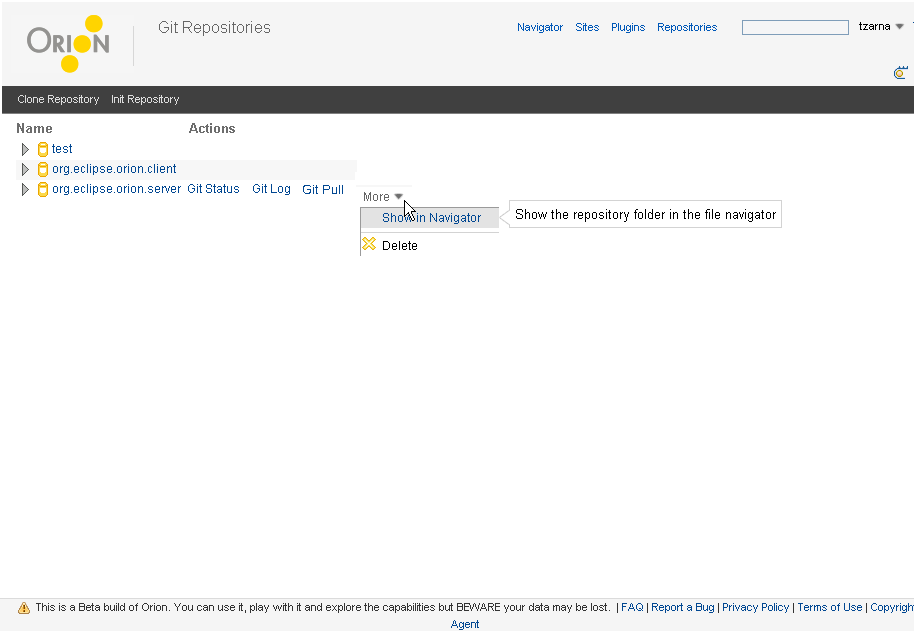 ORION
Git Repositories
Navigator Sites Plugins Repositories
tzarna
Clone Repository Init Repository
Name Actions
test
org.eclipse.orion.client
org.eclipse.orion.server Git Status Git Log Git Pull
More
Show in Navigator
Show the repository folder in the file navigator
Delete
This is a Beta build of Orion. You can use it, play with it and explore the capabilities but BEWARE your data may be lost. | FAQ | Report a Bug | Privacy Policy | Terms of Use | Copyright
Agent